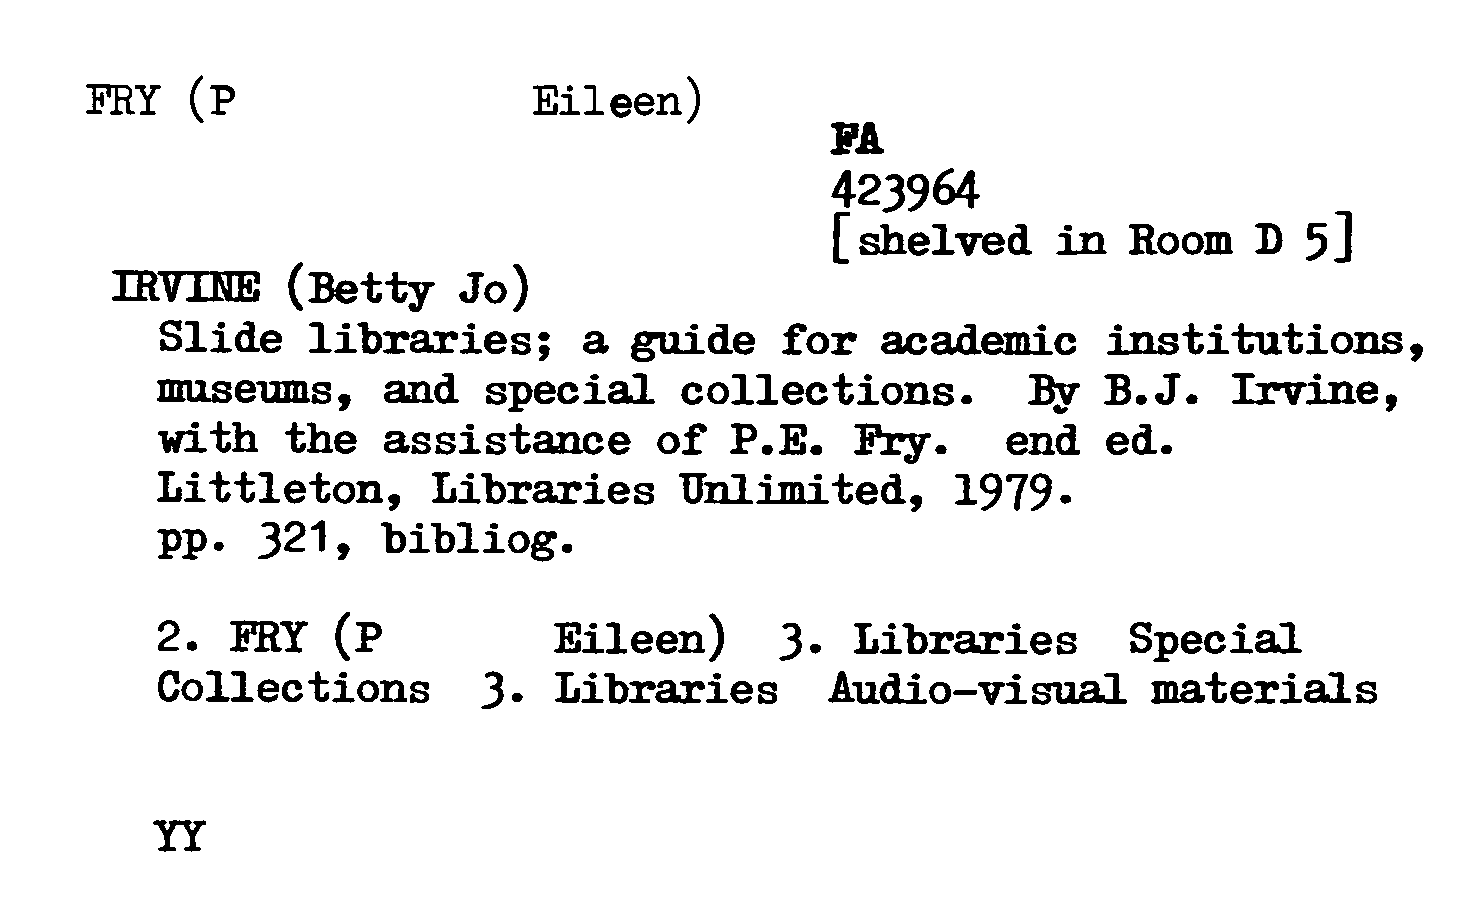 FRY (P            Eileen)
FA
423964
[shelved in Room D 5]
IRVINE (Betty Jo)
Slide libraries; a guide for academic institutions,
museums, and special collections.  By B.J. Irvine,
with the assistance of P.E. Fry.  end ed.
Littleton, Libraries Unlimited, 1979.
pp. 321, bibliog.
2. FRY (P       Eileen)  3. Libraries  Special
Collections  3. Libraries  Audio-visual materials
YY